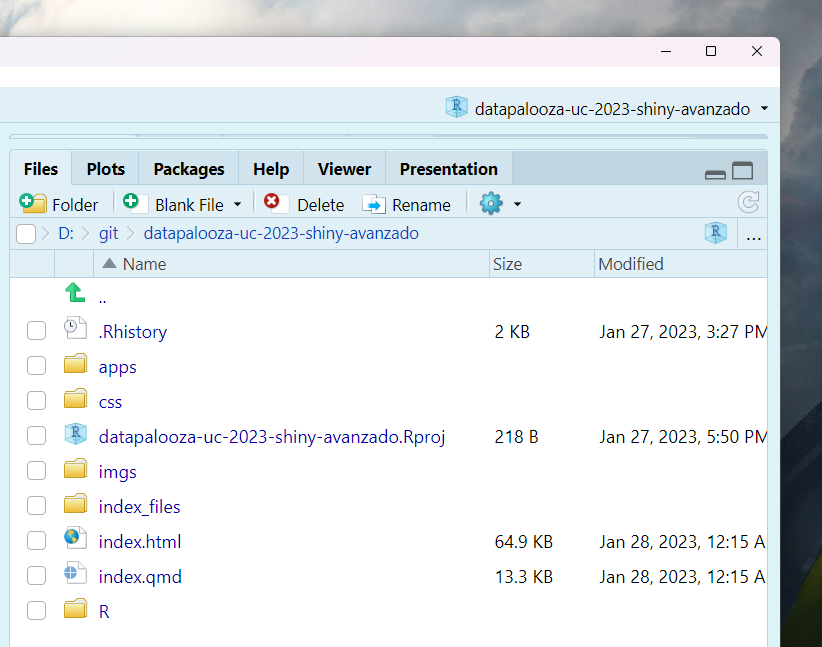 datapalooza-uc-2023-shiny-avanzado
Files Plots Packages Help Viewer Presentation
Folder Blank File Delete Rename
D: git datapalooza-uc-2023-shiny-avanzado R ...
Name Size Modified
..
.Rhistory 2 KB Jan 27, 2023, 3:27 PM
apps
css
datapalooza-uc-2023-shiny-avanzado.Rproj 218 B Jan 27, 2023, 5:50 PM
imgs
index_files
index.html 64.9 KB Jan 28, 2023, 12:15 A
index.qmd 13.3 KB Jan 28, 2023, 12:15 A
R